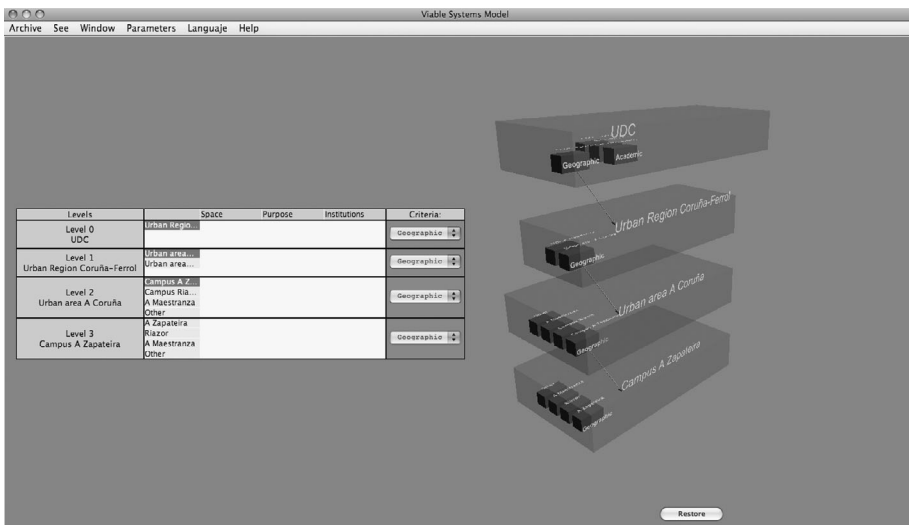 Viable Systems Model
Archive See Window Parameters Languaje Help
Levels Space Purpose Institutions Criteria:
Level 0
UDC
Urban Regio...
Geographic
Level 1
Urban Region Coruña-Ferrol
Urban area...
Urban area...
Geographic
Level 2
Urban area A Coruña
Campus A Z...
Campus Ria...
A Maestranza
Other
Geographic
Level 3
Campus A Zapateira
A Zapateira
Riazor
A Maestranza
Other
Geographic
UDC
Geographic
Academic
Urban Region Coruña-Ferrol
Geographic
Urban area A Coruña
Geographic
Campus A Zapateira
A Zapateira
Geographic
Restore